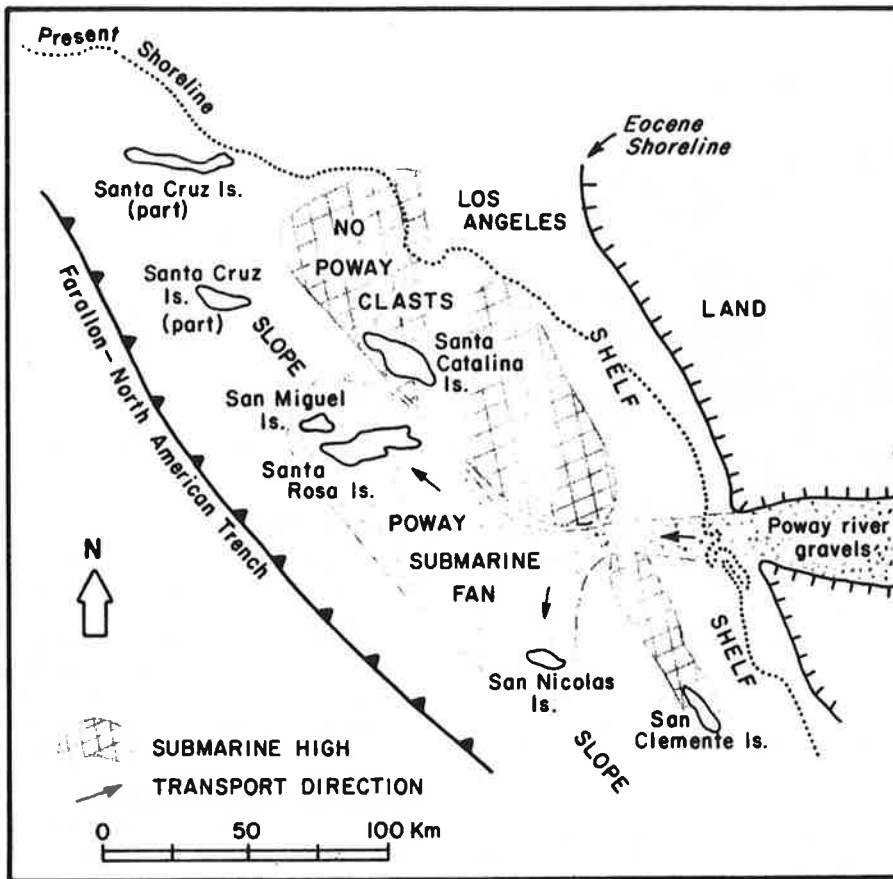 Present
Shoreline
Eocene
Shoreline
Santa Cruz Is.
(part)
LOS
ANGELES
NO
POWAY
CLASTS
LAND
Santa Cruz
Is.
(part)
SLOPE
Santa
Catalina
Is.
SHELF
Farallon-North American Trench
San Miguel
Is.
Santa
Rosa Is.
POWAY
SUBMARINE
FAN
Poway river
gravels
N
SHELF
San Nicolas
Is.
San
Clemente Is.
SLOPE
SUBMARINE HIGH
TRANSPORT DIRECTION
0 50 100 Km